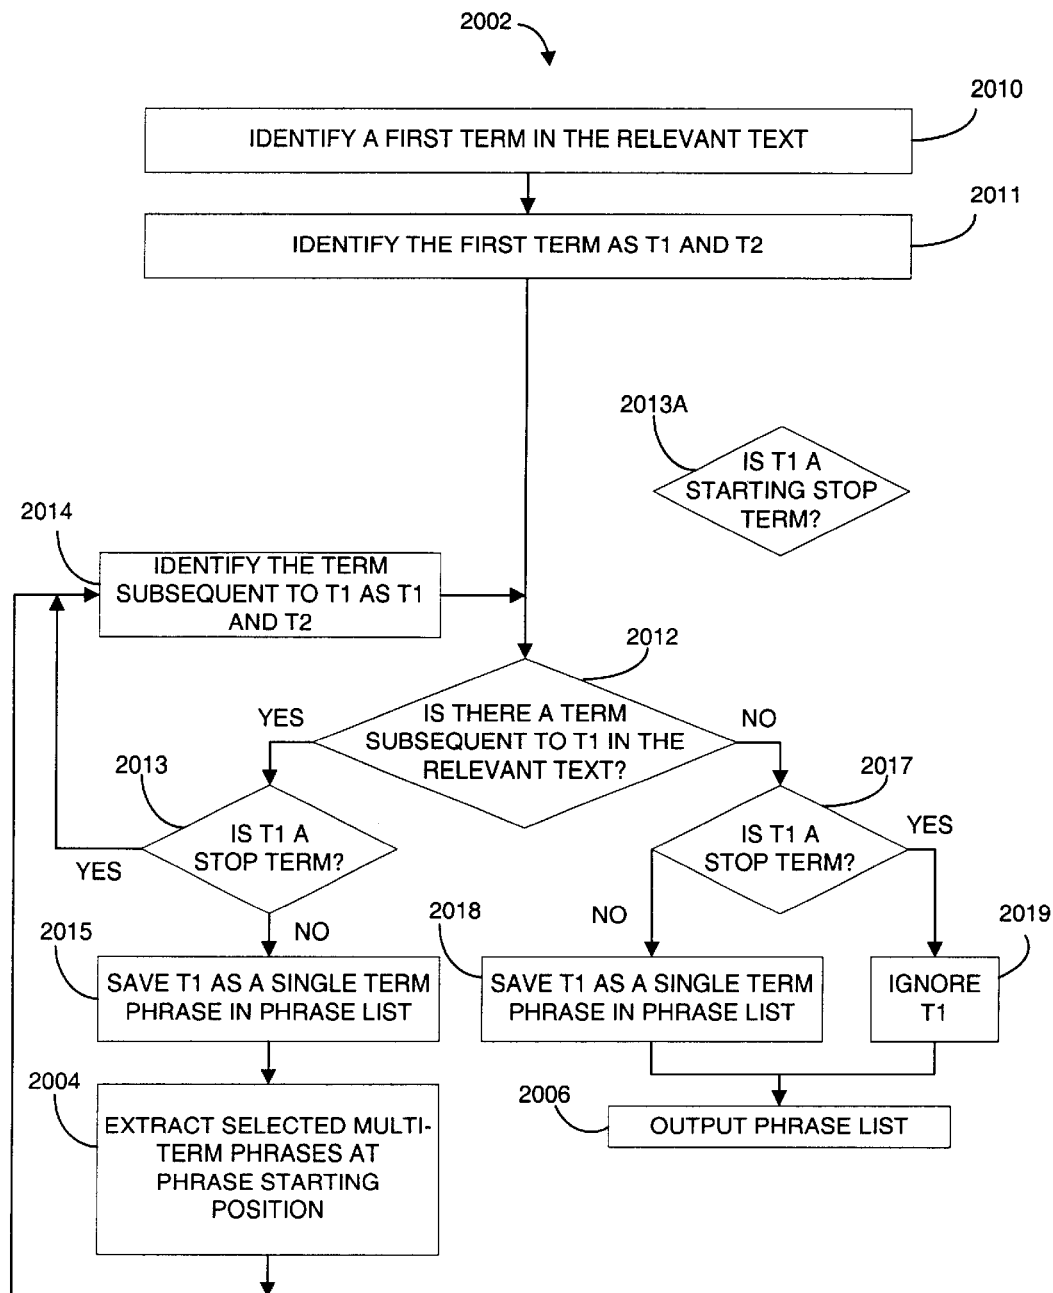 2002
2010
IDENTIFY A FIRST TERM IN THE RELEVANT TEXT
2011
IDENTIFY THE FIRST TERM AS T1 AND T2
2013A
IS T1 A
STARTING STOP
TERM?
2014
IDENTIFY THE TERM
SUBSEQUENT TO T1 AS T1
AND T2
2012
IS THERE A TERM
SUBSEQUENT TO T1 IN THE
RELEVANT TEXT?
YES
NO
2013
IS T1 A
STOP TERM?
YES
NO
2017
IS T1 A
STOP TERM?
YES
NO
2015
SAVE T1 AS A SINGLE TERM
PHRASE IN PHRASE LIST
2018
SAVE T1 AS A SINGLE TERM
PHRASE IN PHRASE LIST
2019
IGNORE
T1
2004
EXTRACT SELECTED MULTI-
TERM PHRASES AT
PHRASE STARTING
POSITION
2006
OUTPUT PHRASE LIST